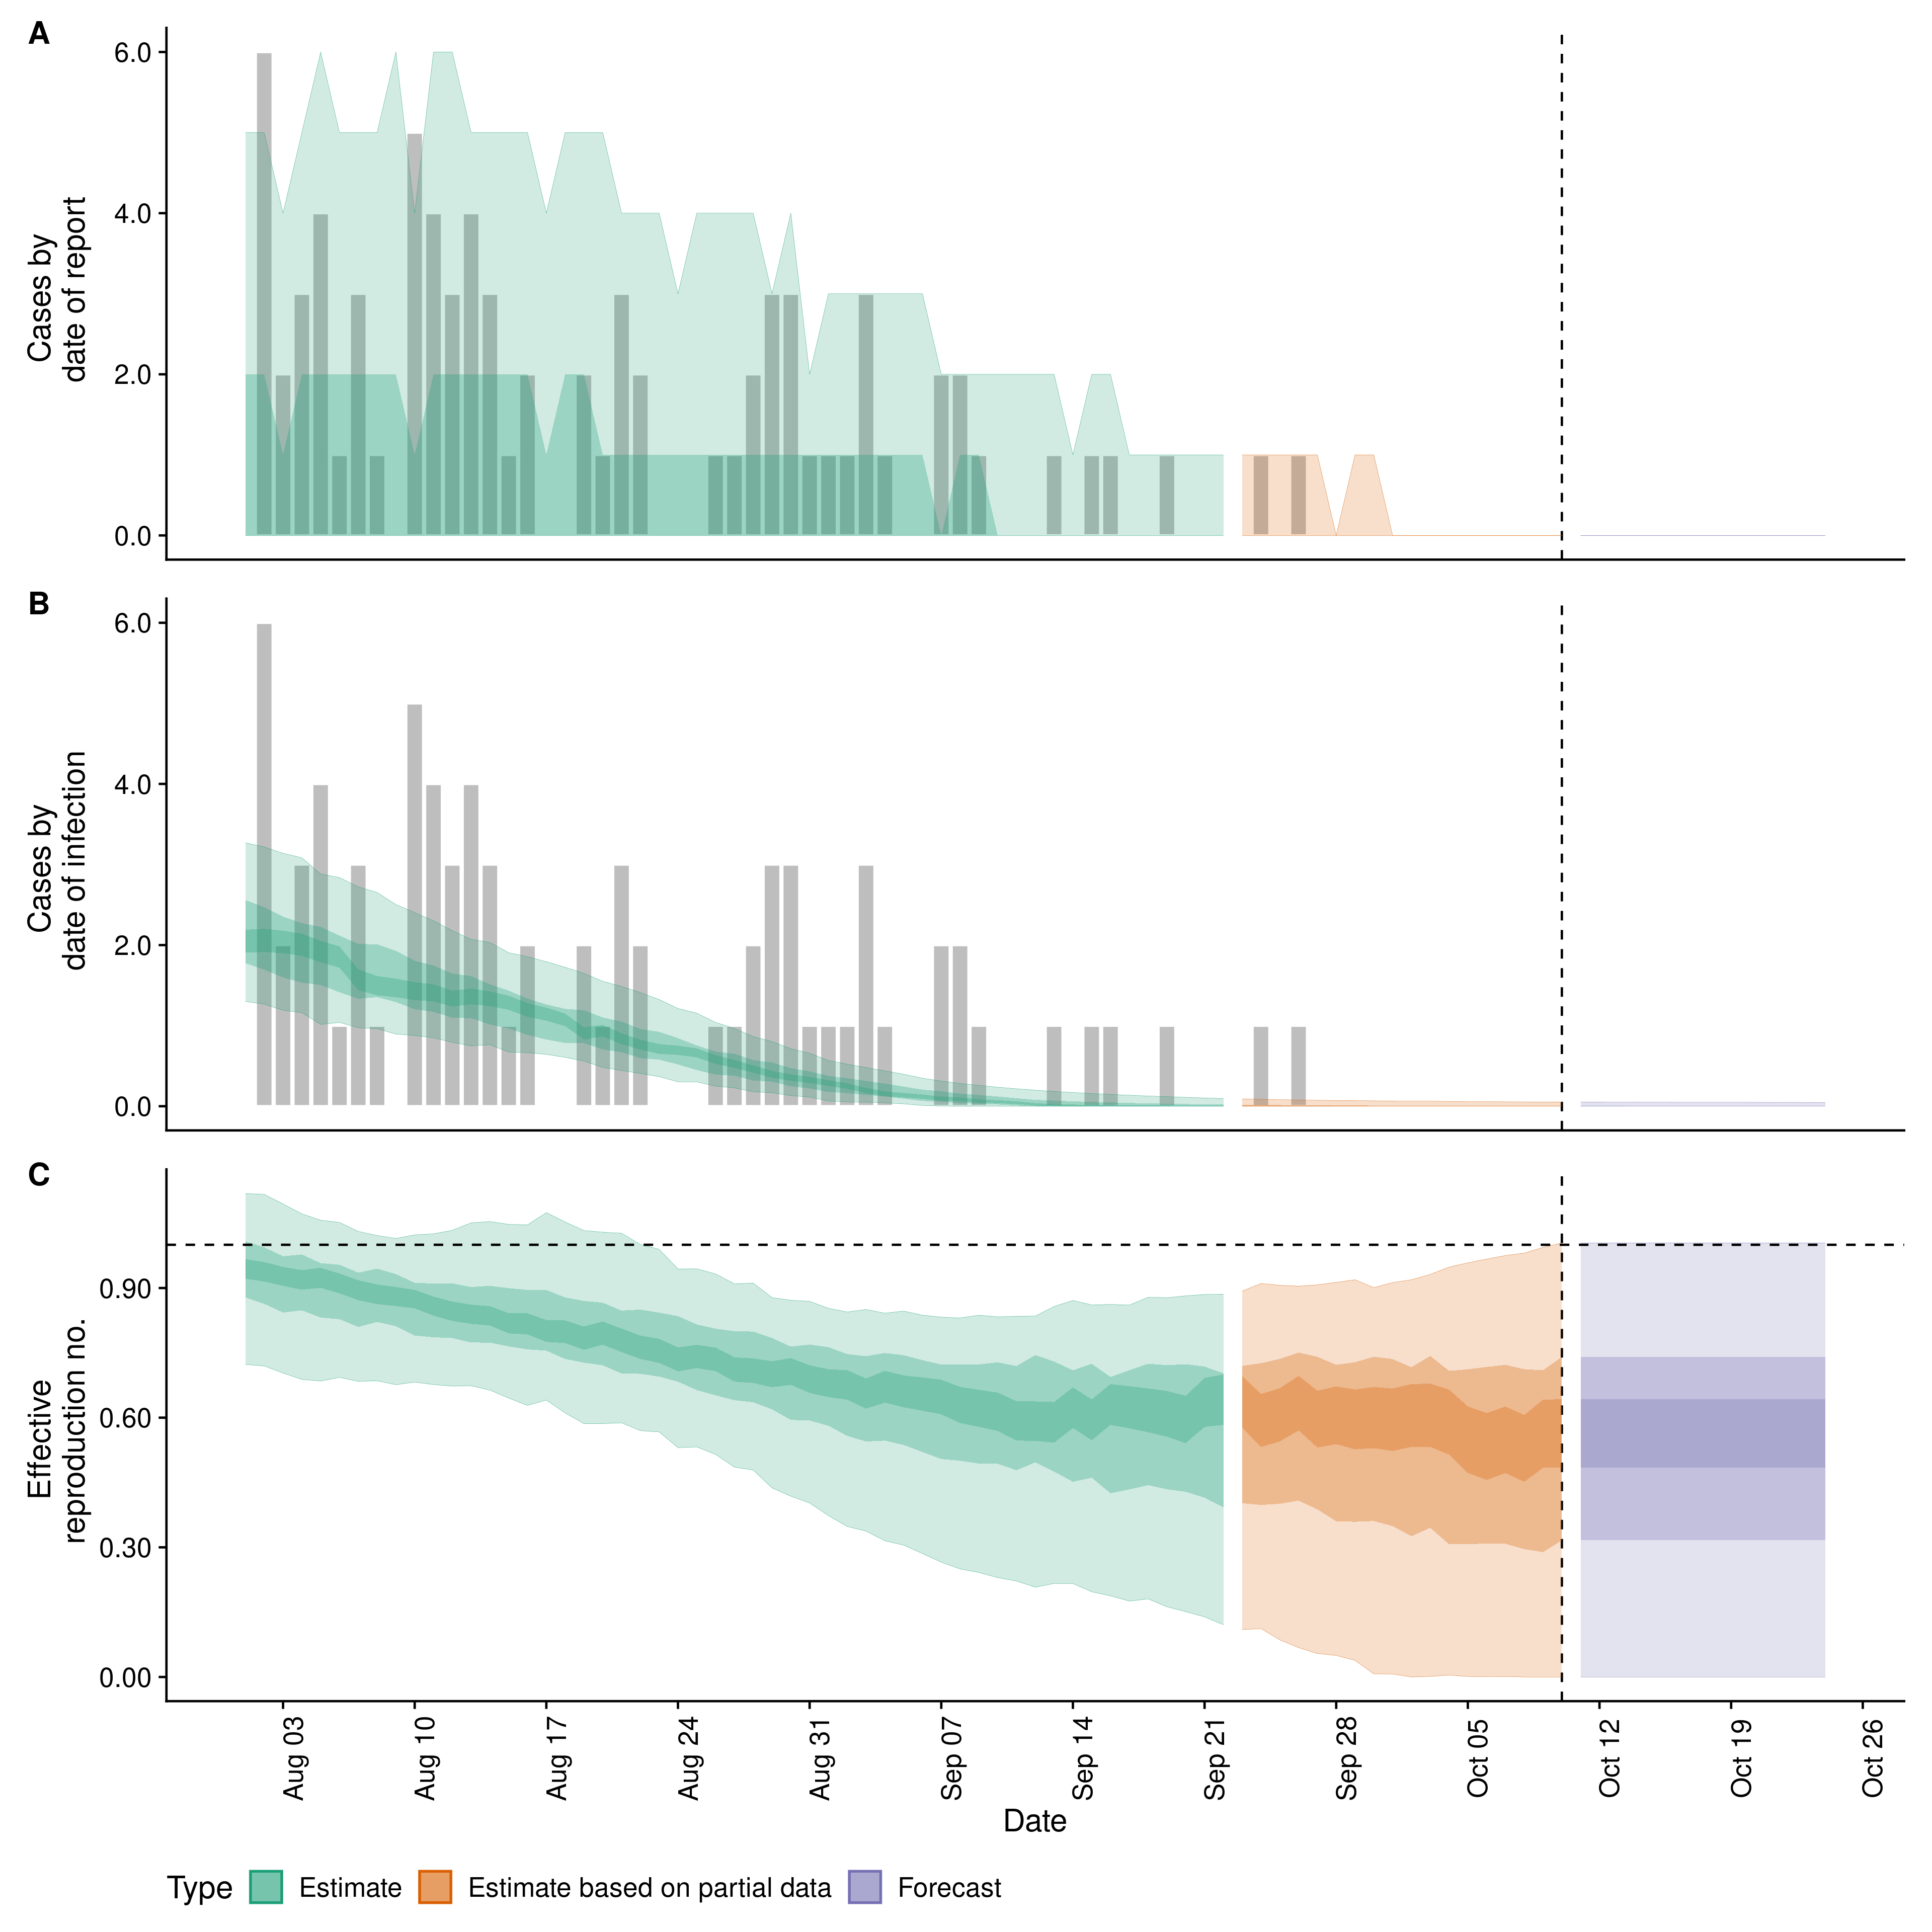 A
6.0
4.0
2.0
0.0
Cases by
date of report
B
6.0
4.0
2.0
0.0
Cases by
date of infection
C
0.90
0.60
0.30
0.00
Effective
reproduction no.
Aug 03
Aug 10
Aug 17
Aug 24
Aug 31
Sep 07
Sep 14
Sep 21
Sep 28
Oct 05
Oct 12
Oct 19
Oct 26
Date
Type Estimate Estimate based on partial data Forecast